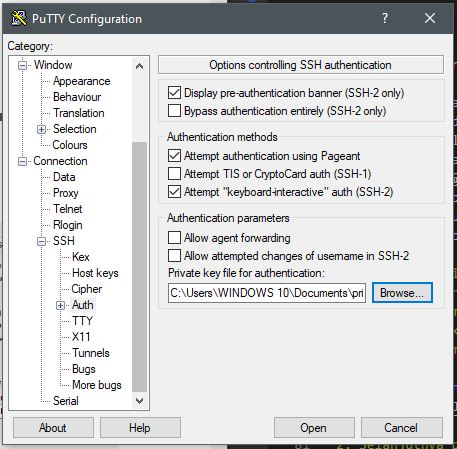 PuTTY Configuration
?
Category:
Window
Appearance
Behaviour
Translation
Selection
Colours
Connection
Data
Proxy
Telnet
Rlogin
SSH
Kex
Host keys
Cipher
Auth
TTY
X11
Tunnels
Bugs
More bugs
Serial
Options controlling SSH authentication
Display pre-authentication banner (SSH-2 only)
Bypass authentication entirely (SSH-2 only)
Authentication methods
Attempt authentication using Pageant
Attempt TIS or CryptoCard auth (SSH-1)
Attempt "keyboard-interactive" auth (SSH-2)
Authentication parameters
Allow agent forwarding
Allow attempted changes of username in SSH-2
Private key file for authentication:
C:\Users\WINDOWS 10\Documents\pri
Browse...
About
Help
Open
Cancel